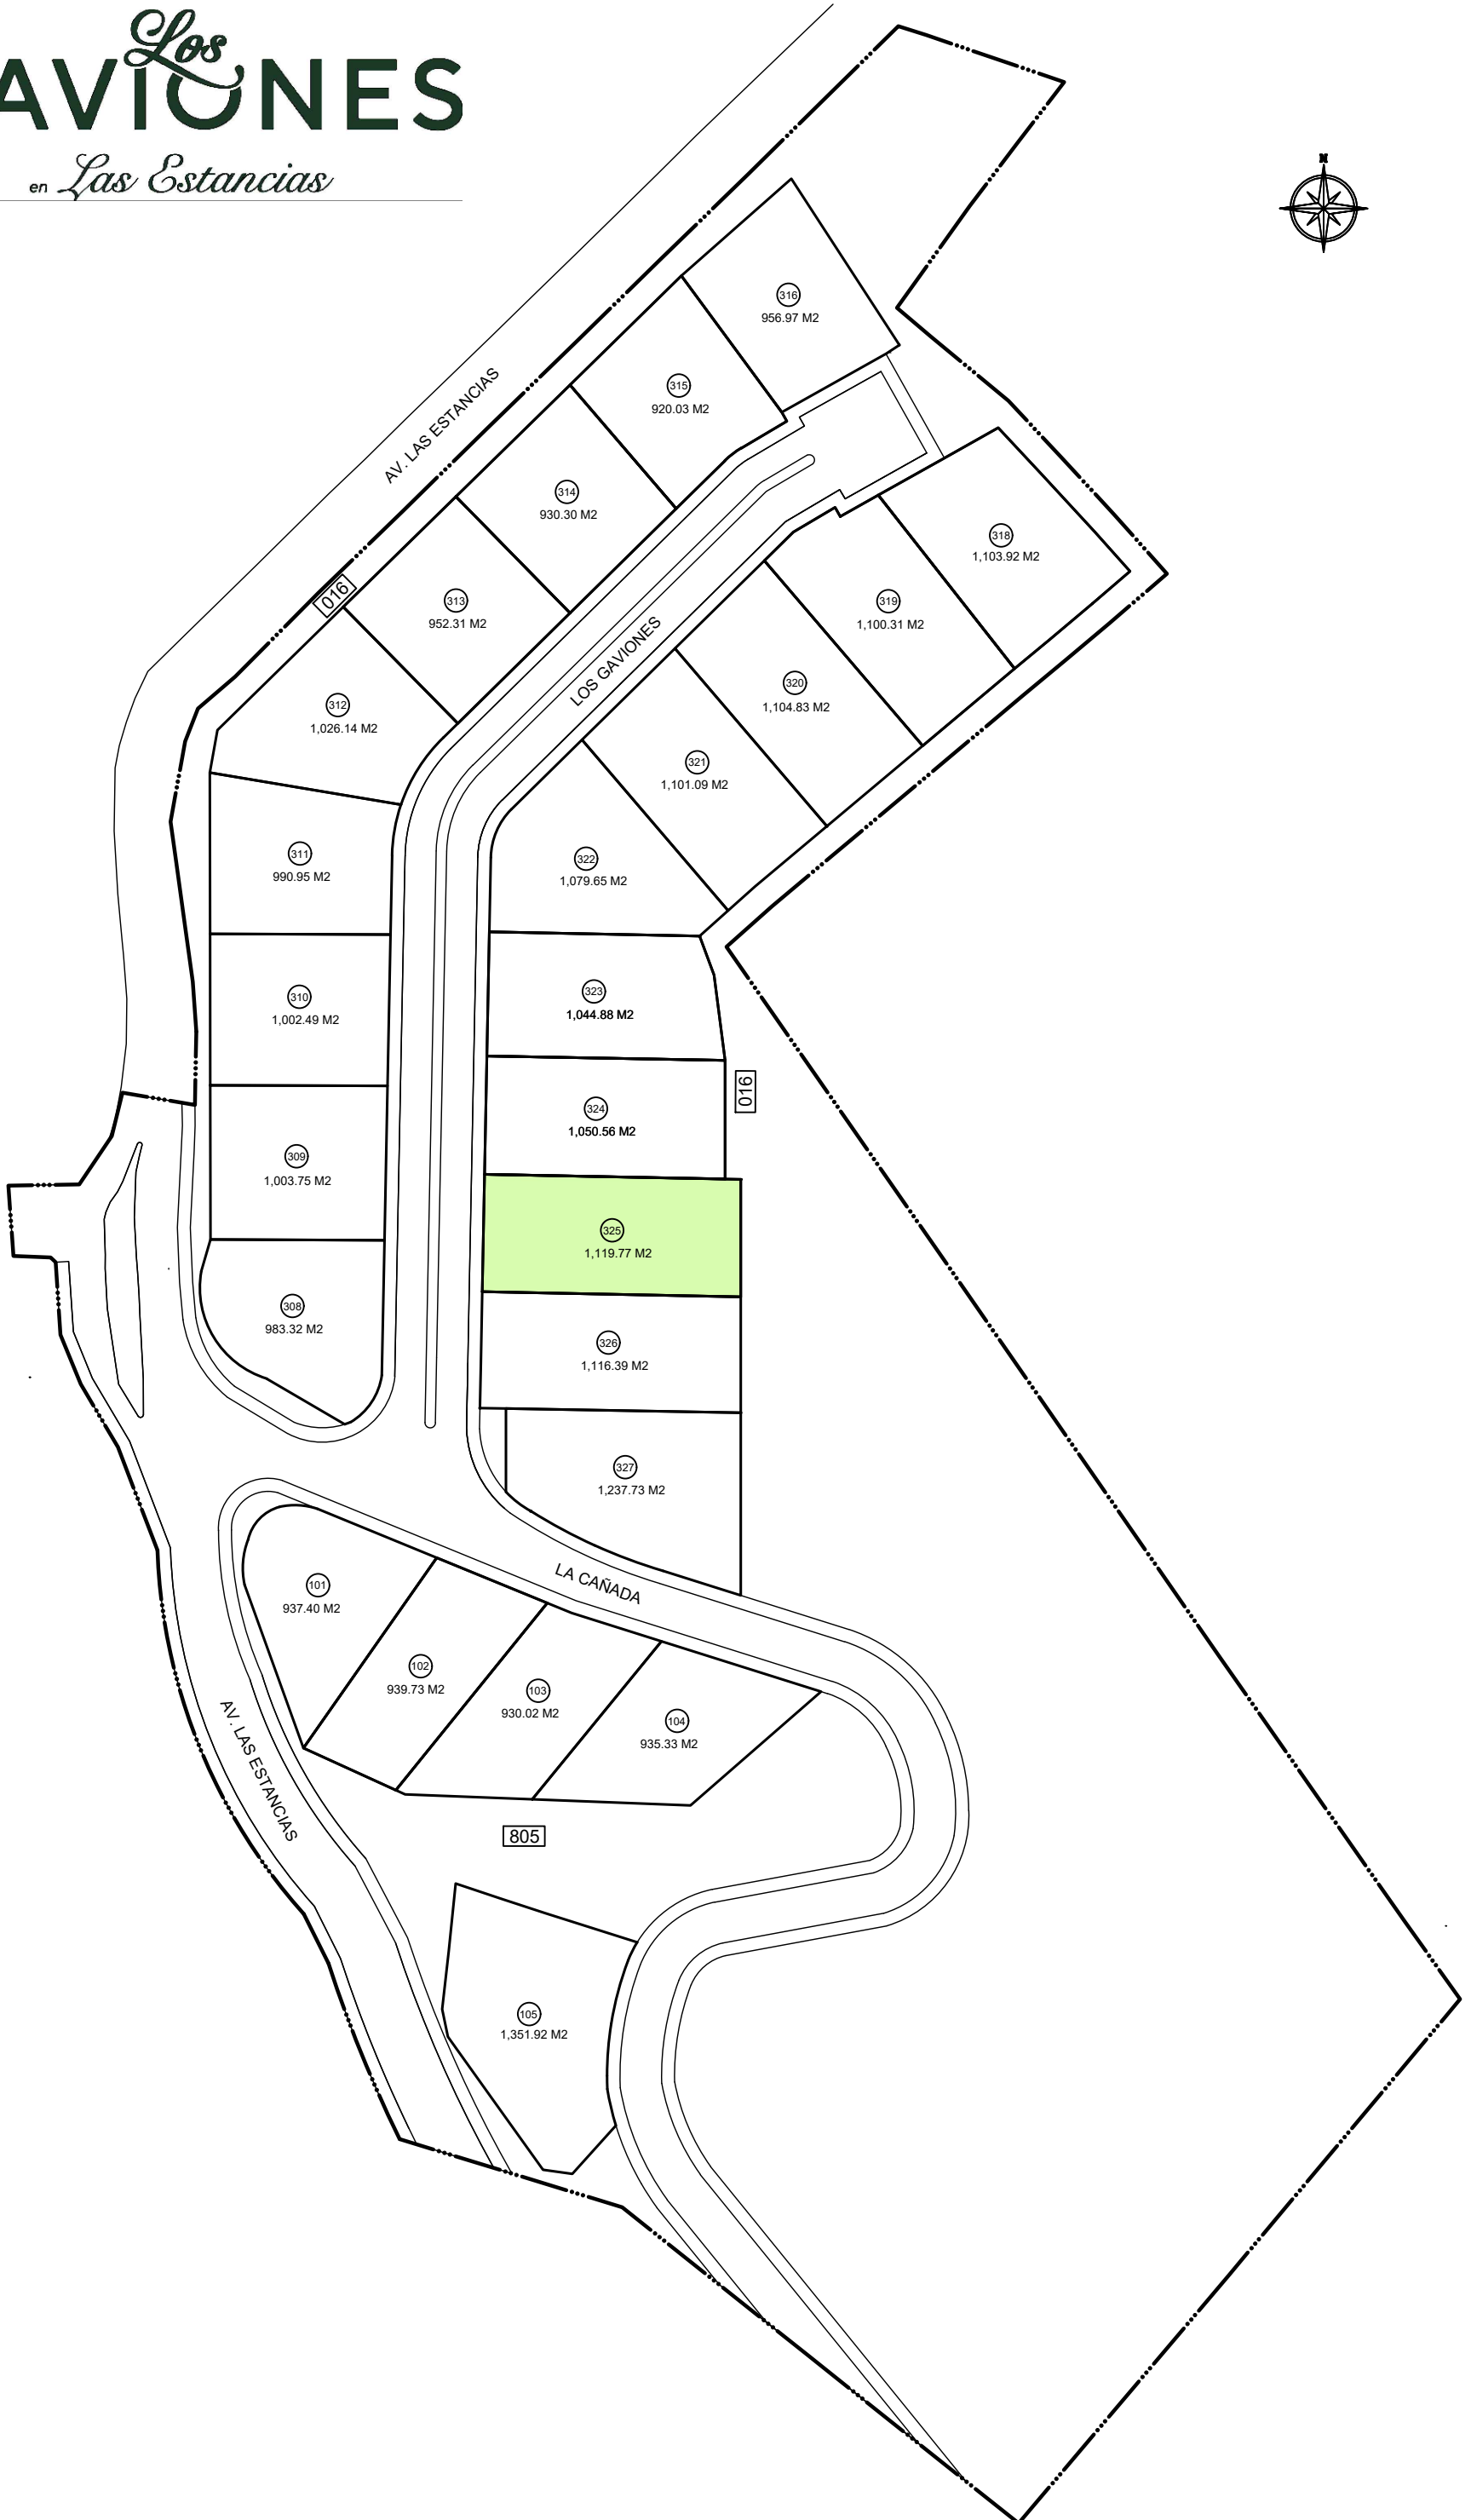 Los
AVIONES
en Las Estancias
N
316
956.97 M2
315
920.03 M2
AV. LAS ESTANCIAS
314
930.30 M2
318
1,103.92 M2
016
313
952.31 M2
319
1,100.31 M2
LOS GAVIONES
320
1,104.83 M2
312
1,026.14 M2
321
1,101.09 M2
311
990.95 M2
322
1,079.65 M2
310
1,002.49 M2
323
1,044.88 M2
016
324
1,050.56 M2
309
1,003.75 M2
325
1,119.77 M2
308
983.32 M2
326
1,116.39 M2
327
1,237.73 M2
LA CAÑADA
101
937.40 M2
102
939.73 M2
103
930.02 M2
104
935.33 M2
AV. LAS ESTANCIAS
805
105
1,351.92 M2